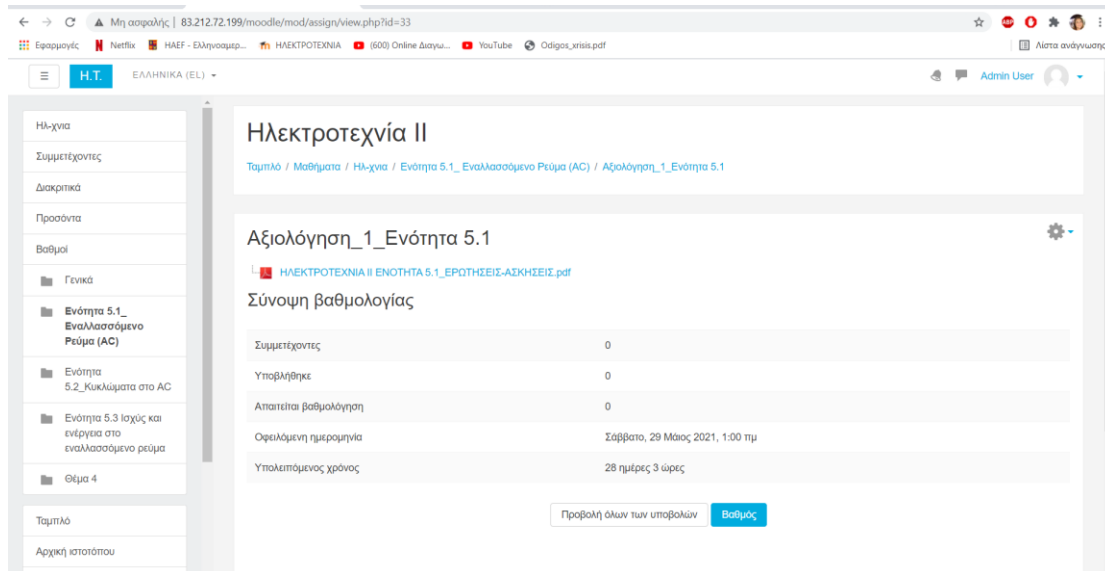 Μη ασφαλής | 83.212.72.199/moodle/mod/assign/view.php?id=33
Εφαρμογές Netflix HAEF - Ελληνοαμερ... ΗΛΕΚΤΡΟΤΕΧΝΙΑ (600) Online Διαγω... YouTube Odigos_xrisis.pdf Λίστα ανάγνωσης
H.T. ΕΛΛΗΝΙΚΆ (EL) Admin User
Ηλ-χνια
Συμμετέχοντες
Διακριτικά
Προσόντα
Βαθμοί
Γενικά
Ενότητα 5.1_
Εναλλασσόμενο
Ρεύμα (AC)
Ενότητα
5.2_Κυκλώματα στο AC
Ενότητα 5.3 Ισχύς και
ενέργεια στο
εναλλασσόμενο ρεύμα
Θέμα 4
Ταμπλό
Αρχική ιστοτόπου
Ηλεκτροτεχνία ΙΙ
Ταμπλό / Μαθήματα / Ηλ-χνια / Ενότητα 5.1_ Εναλλασσόμενο Ρεύμα (AC) / Αξιολόγηση_1_Ενότητα 5.1
Αξιολόγηση_1_Ενότητα 5.1
ΗΛΕΚΤΡΟΤΕΧΝΙΑ ΙΙ ΕΝΟΤΗΤΑ 5.1_ΕΡΩΤΗΣΕΙΣ-ΑΣΚΗΣΕΙΣ.pdf
Σύνοψη βαθμολογίας
Συμμετέχοντες 0
Υποβλήθηκε 0
Απαιτείται βαθμολόγηση 0
Οφειλόμενη ημερομηνία Σάββατο, 29 Μάιος 2021, 1:00 πμ
Υπολειπόμενος χρόνος 28 ημέρες 3 ώρες
Προβολή όλων των υποβολών Βαθμός